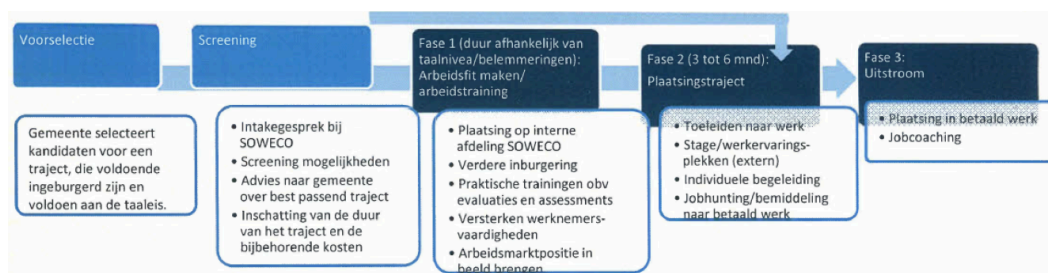 Voorselectie
Gemeente selecteert
kandidaten voor een
traject, die voldoende
ingeburgerd zijn en
voldoen aan de taaleis.
Screening
• Intakegesprek bij
SOWECO
• Screening mogelijkheden
• Advies naar gemeente
over best passend traject
• Inschatting van de duur
van het traject en de
bijbehorende kosten
Fase 1 (duur afhankelijk van
taalnivea/belemmeringen):
Arbeidsfit maken/
arbeidstraining
• Plaatsing op interne
afdeling SOWECO
• Verdere inburgering
• Praktische trainingen obv
evaluaties en assessments
• Versterken werknemers-
vaardigheden
• Arbeidsmarktpositie in
beeld brengen
Fase 2 (3 tot 6 mnd):
Plaatsingstraject
• Toeleiden naar werk
• Stage/werkervarings-
plekken (extern)
• Individuele begeleiding
• Jobhunting/bemiddeling
naar betaald werk
Fase 3:
Uitstroom
• Plaatsing in betaald werk
• Jobcoaching